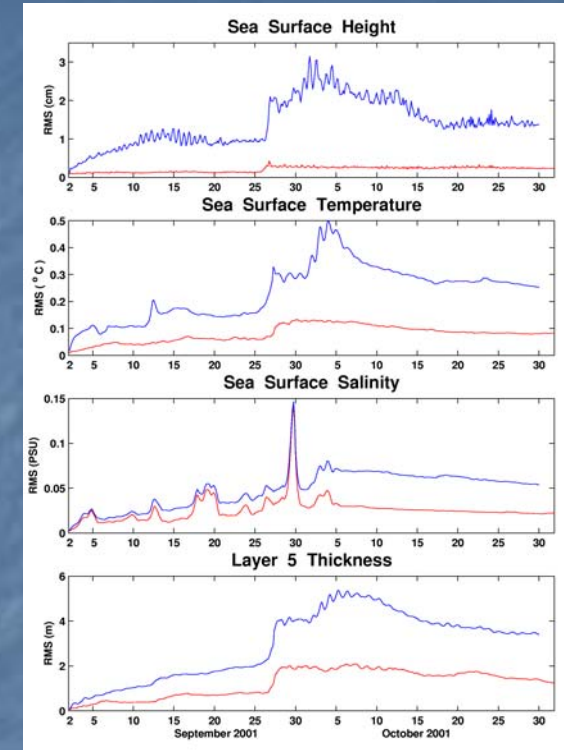 Sea Surface Height
RMS (cm)
3
2
1
0
2 5 10 15 20 25 30 5 10 15 20 25 30
Sea Surface Temperature
RMS ( ° C )
0.5
0.4
0.3
0.2
0.1
0
2 5 10 15 20 25 30 5 10 15 20 25 30
Sea Surface Salinity
RMS (PSU)
0.15
0.1
0.05
0
2 5 10 15 20 25 30 5 10 15 20 25 30
Layer 5 Thickness
RMS (m)
6
4
2
0
2 5 10 15 20 25 30 5 10 15 20 25 30
September 2001 October 2001